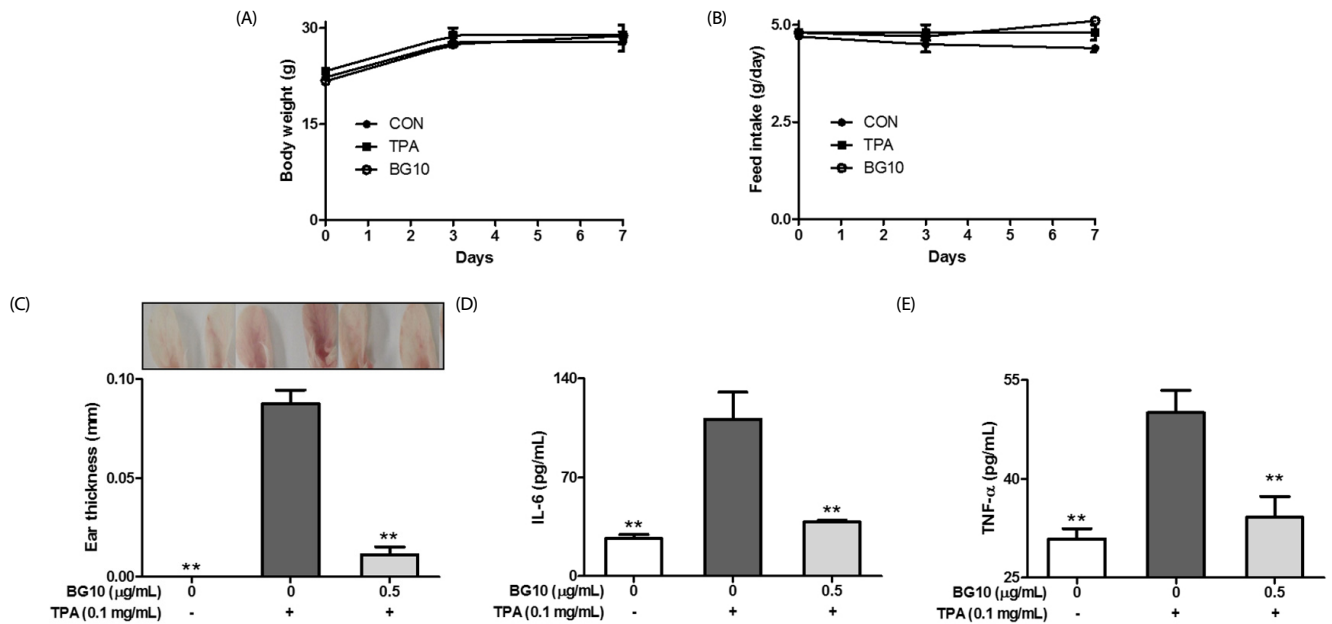 (A)
30
15
0
Body weight (g)
CON
TPA
BG10
0 1 2 3 4 5 6 7
Days
(B)
5.0
2.5
0.0
Feed intake (g/day)
CON
TPA
BG10
0 1 2 3 4 5 6 7
Days
(C)
0.10
0.05
0.00
Ear thickness (mm)
**
**
BG10 (μg/mL) 0 0 0.5
TPA (0.1 mg/mL) - + +
(D)
140
70
0
IL-6 (pg/mL)
**
**
BG10 (μg/mL) 0 0 0.5
TPA (0.1 mg/mL) - + +
(E)
55
40
25
TNF-α (pg/mL)
**
**
BG10 (μg/mL) 0 0 0.5
TPA (0.1 mg/mL) - + +